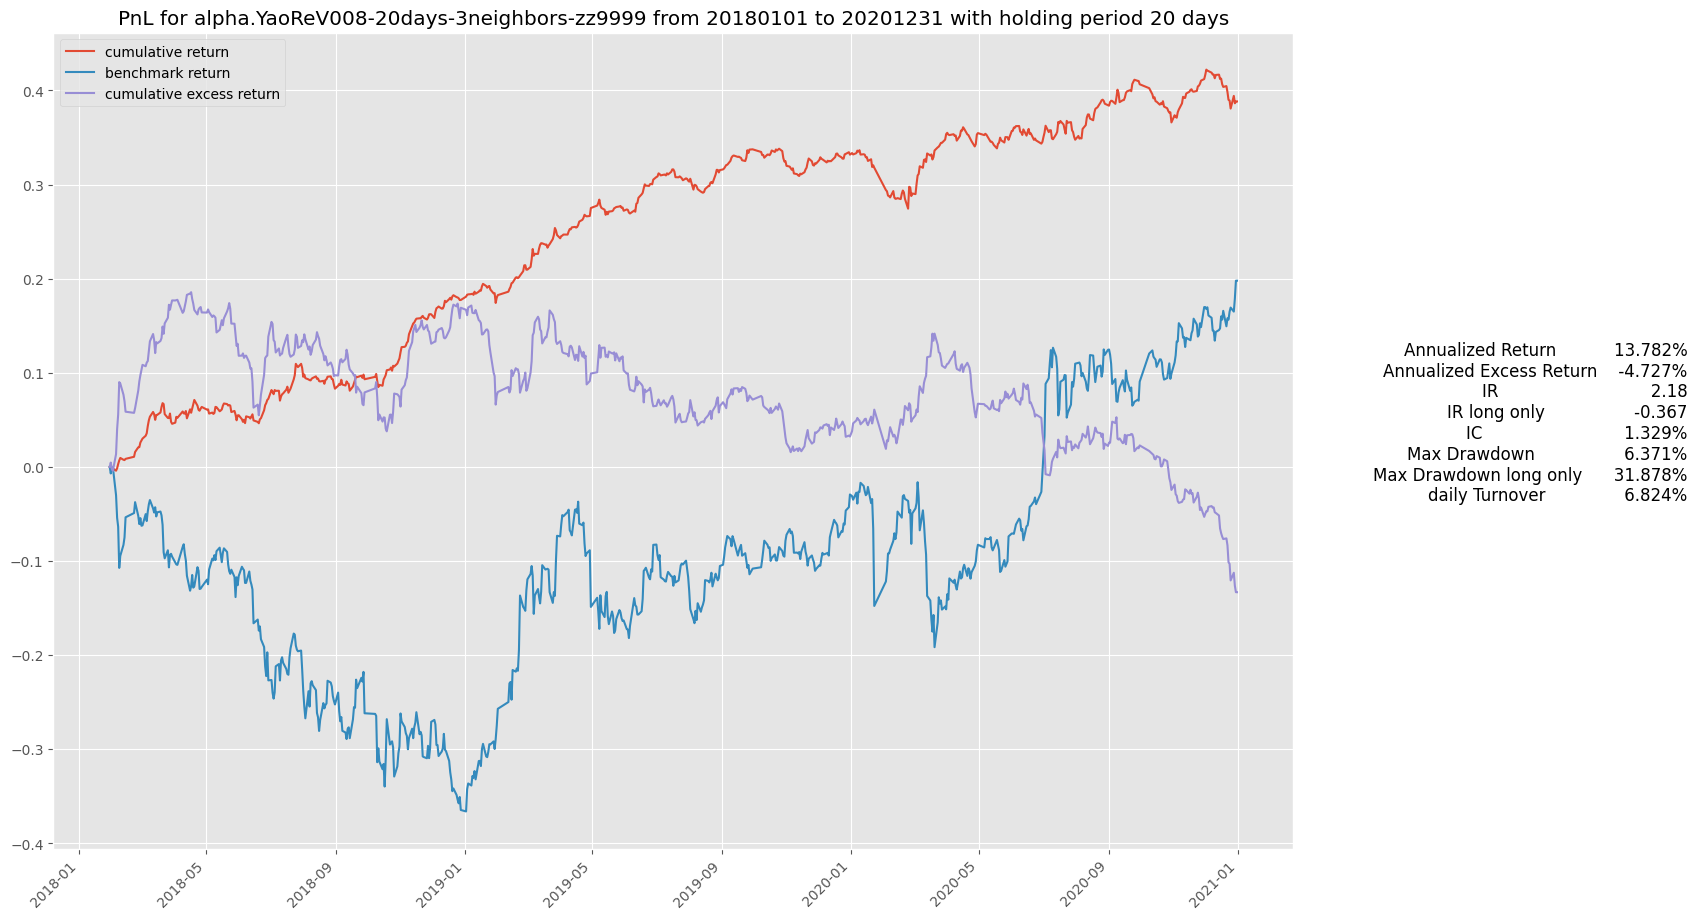 PnL for alpha.YaoReV008-20days-3neighbors-zz9999 from 20180101 to 20201231 with holding period 20 days
cumulative return
benchmark return
cumulative excess return
0.4
0.3
0.2
0.1
0.0
−0.1
−0.2
−0.3
−0.4
2018-01
2018-05
2018-09
2019-01
2019-05
2019-09
2020-01
2020-05
2020-09
2021-01
Annualized Return 13.782%
Annualized Excess Return -4.727%
IR 2.18
IR long only -0.367
IC 1.329%
Max Drawdown 6.371%
Max Drawdown long only 31.878%
daily Turnover 6.824%